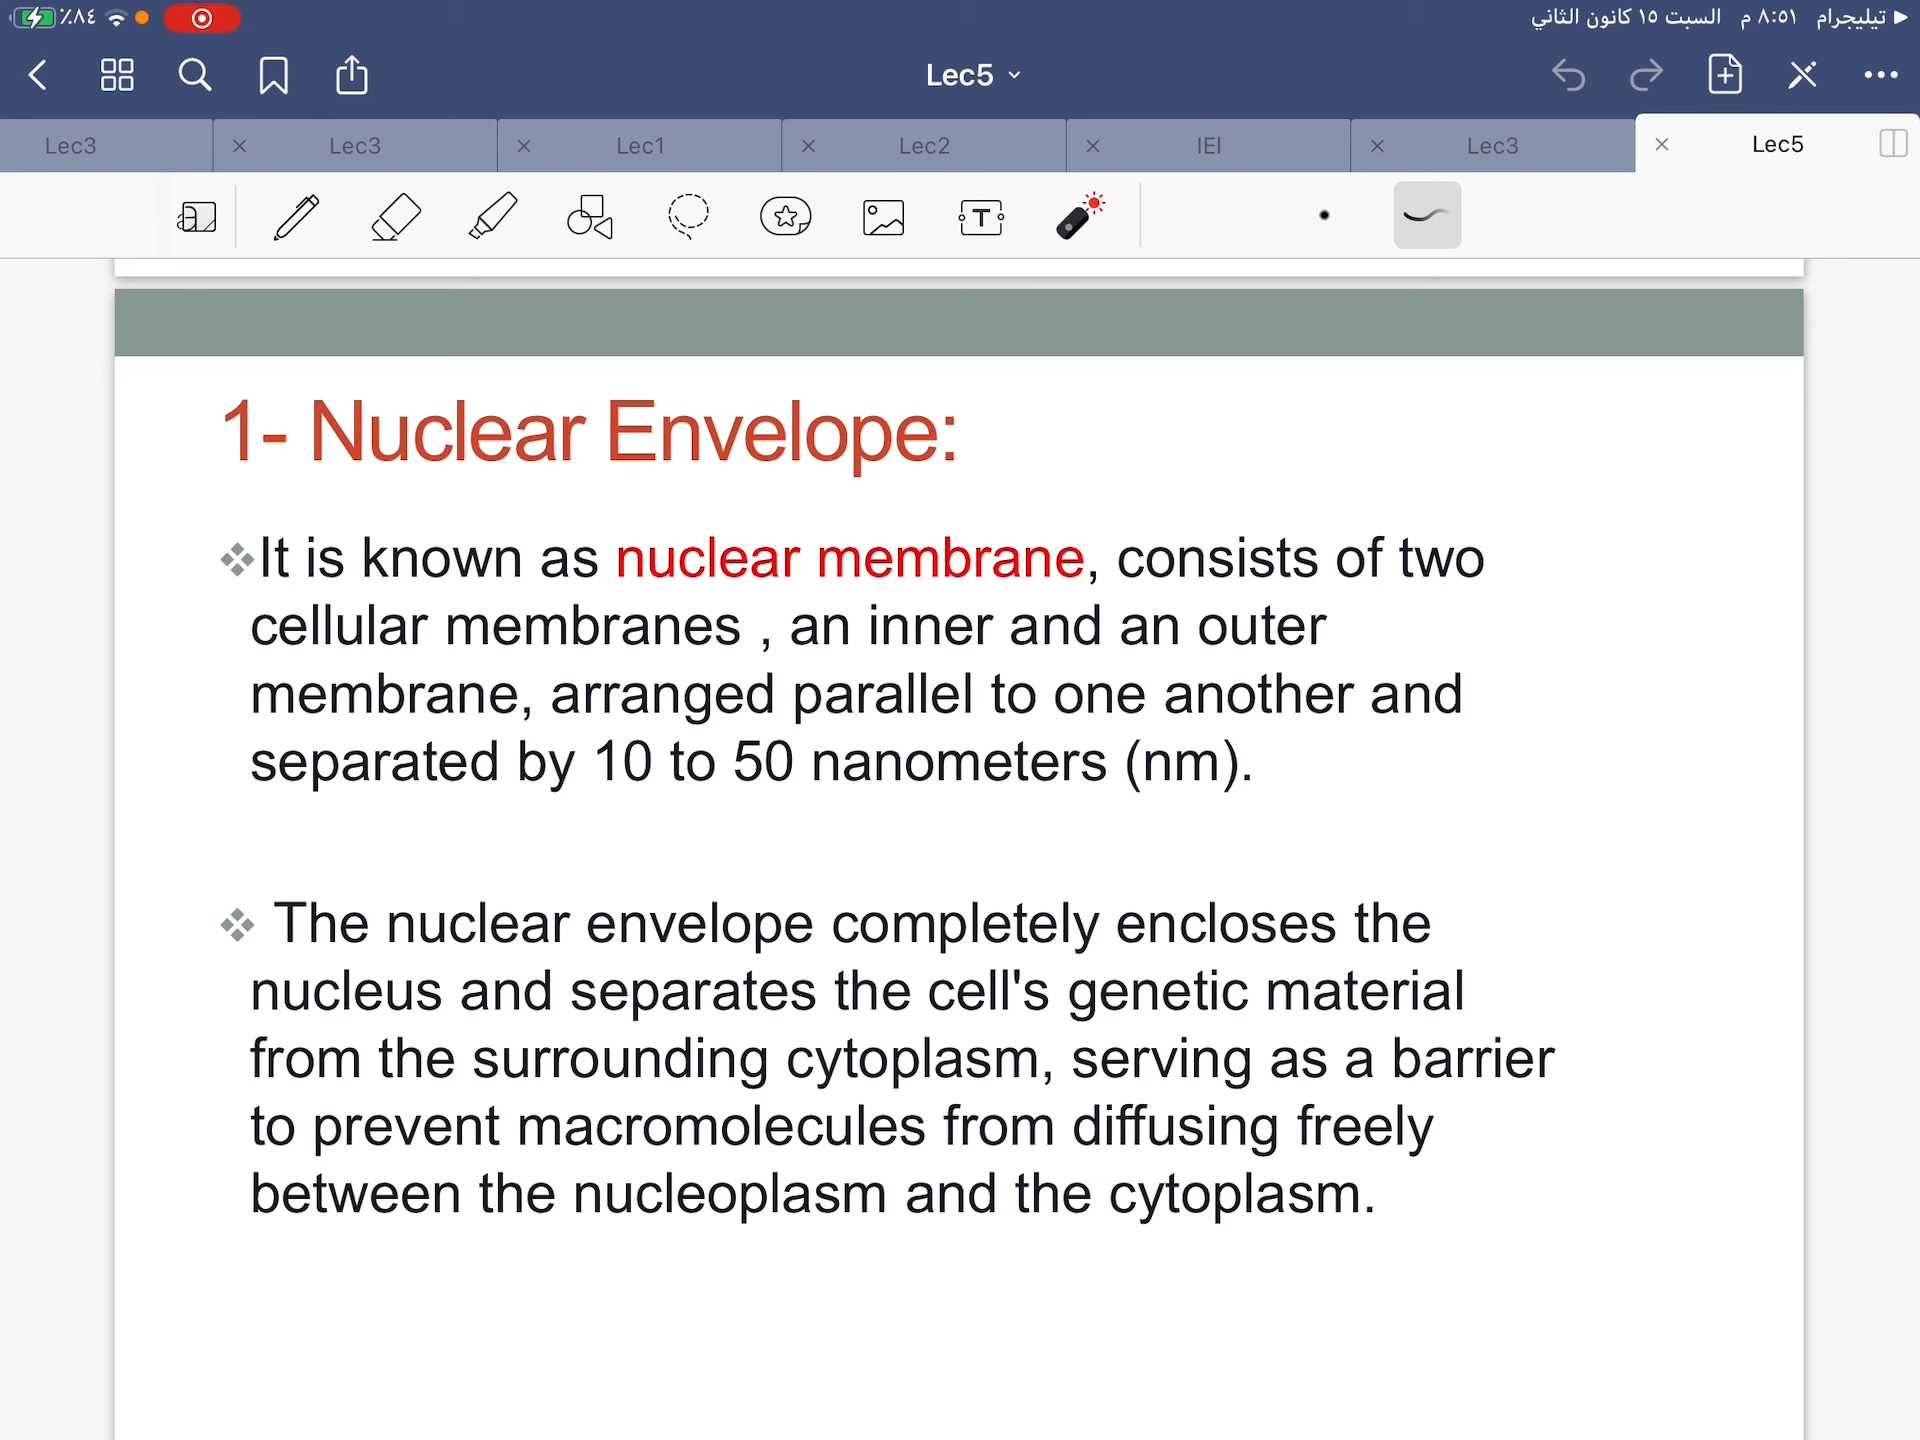 ٪٨٤
◀ تيليجرام ٨:٥١ م السبت ١٥ كانون الثاني
Lec5
Lec3
Lec3
Lec1
Lec2
IEI
Lec3
Lec5
1- Nuclear Envelope:
❖It is known as nuclear membrane, consists of two
cellular membranes , an inner and an outer
membrane, arranged parallel to one another and
separated by 10 to 50 nanometers (nm).
❖ The nuclear envelope completely encloses the
nucleus and separates the cell's genetic material
from the surrounding cytoplasm, serving as a barrier
to prevent macromolecules from diffusing freely
between the nucleoplasm and the cytoplasm.